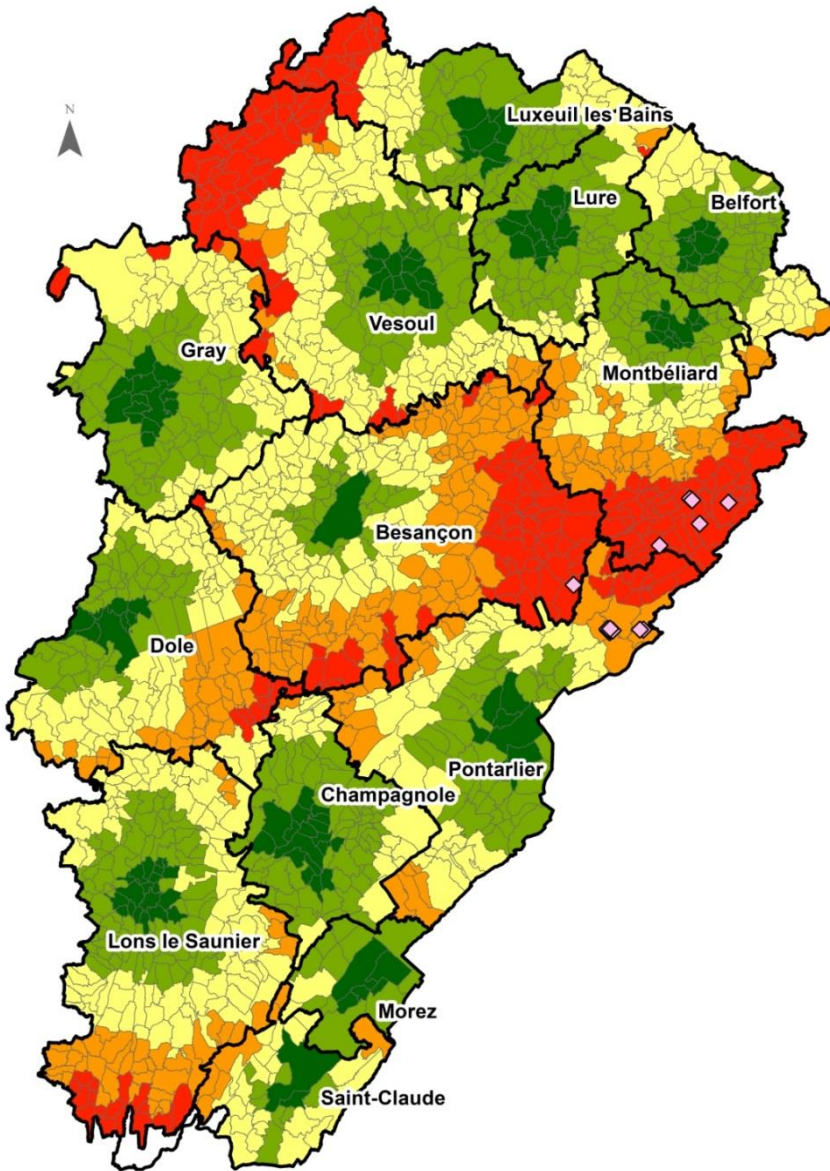 N
Luxeuil les Bains
Lure
Belfort
Vesoul
Gray
Montbéliard
Besançon
Dole
Pontarlier
Champagnole
Lons le Saunier
Morez
Saint-Claude